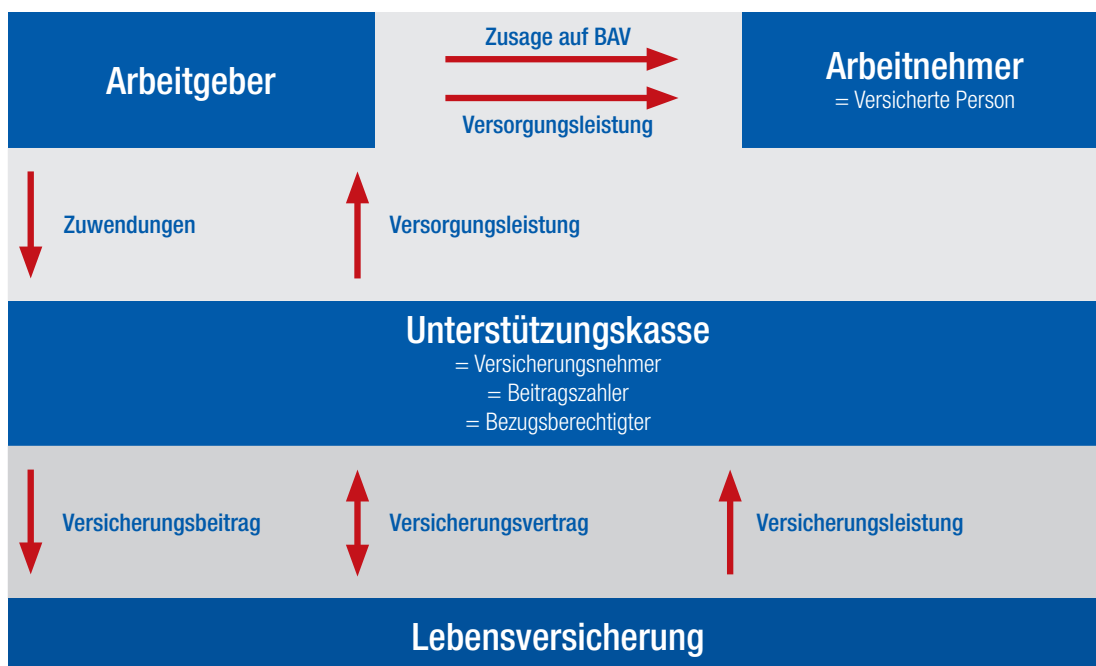 Arbeitgeber
Zusage auf BAV
Versorgungsleistung
Arbeitnehmer
= Versicherte Person
Zuwendungen
Versorgungsleistung
Unterstützungskasse
= Versicherungsnehmer
= Beitragszahler
= Bezugsberechtigter
Versicherungsbeitrag
Versicherungsvertrag
Versicherungsleistung
Lebensversicherung